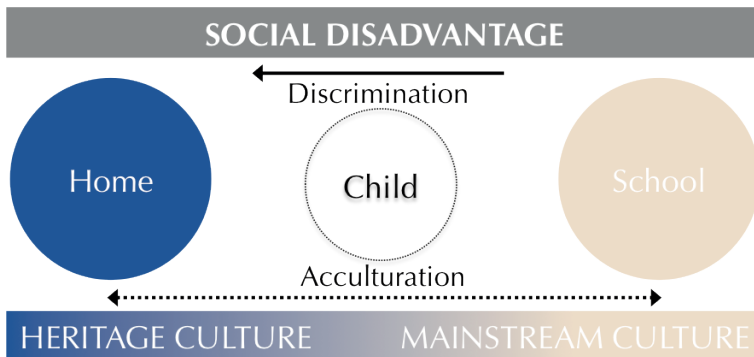 SOCIAL DISADVANTAGE
Discrimination
Home
Child
School
Acculturation
HERITAGE CULTURE
MAINSTREAM CULTURE